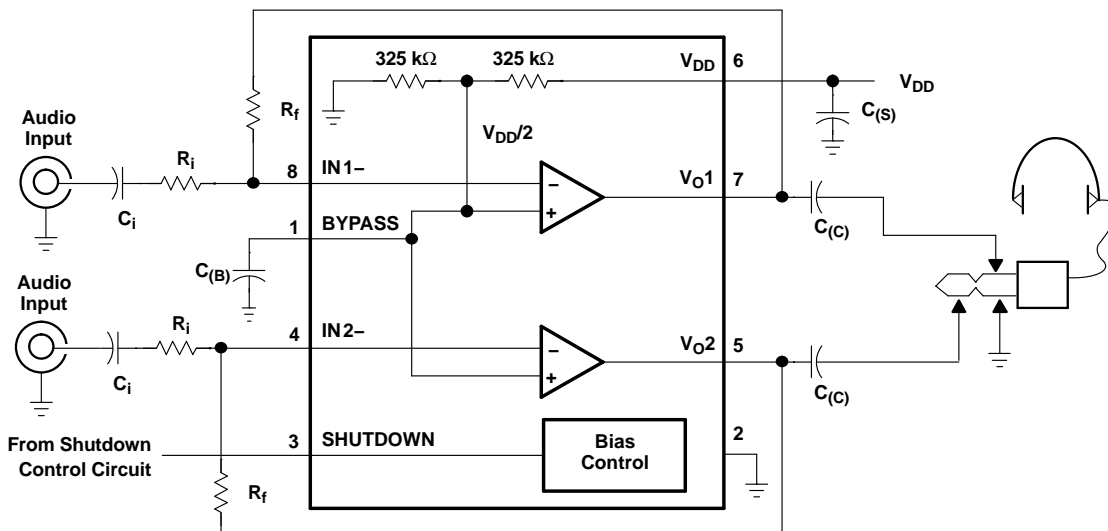 325 kΩ
325 kΩ
VDD
6
VDD
C(S)
Rf
VDD/2
Audio
Input
Ri
Ci
8
IN1−
−
+
VO1
7
C(C)
1
BYPASS
C(B)
Audio
Input
Ri
Ci
4
IN2−
−
+
VO2
5
C(C)
From Shutdown
Control Circuit
3
SHUTDOWN
Bias
Control
2
Rf